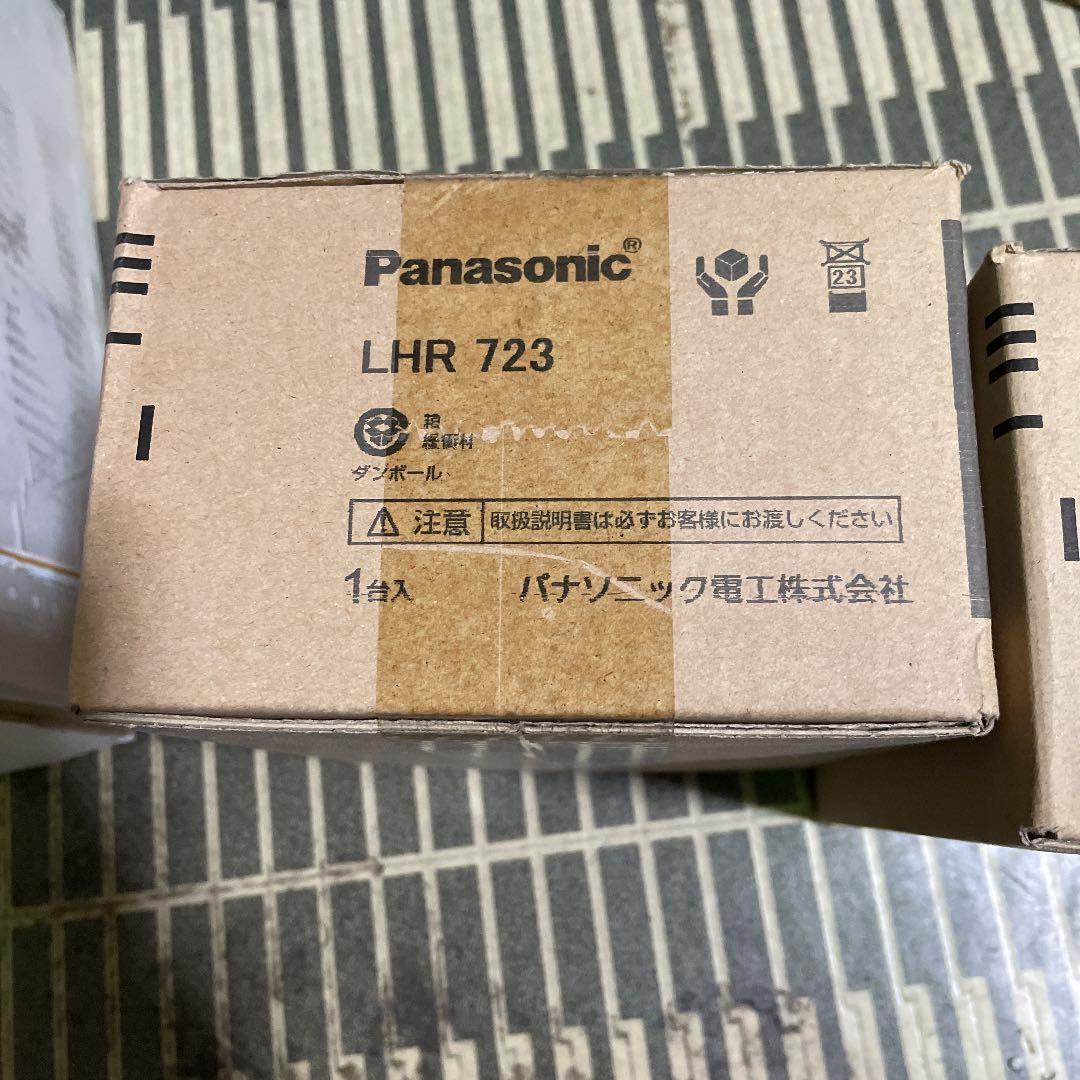 Panasonic®
23
LHR 723
箱
緩衝材
ダンボール
注意 取扱説明書は必ずお客様にお渡しください
1台入 パナソニック電工株式会社